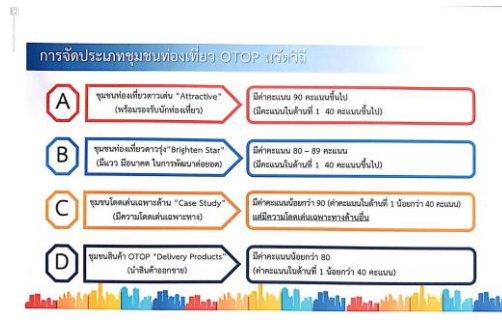 การจัดประเภทชุมชนท่องเที่ยว OTOP นวัตวิถี
A
ชุมชนท่องเที่ยวดาวเด่น "Attractive"
(พร้อมรองรับนักท่องเที่ยว)
มีค่าคะแนน 90 คะแนนขึ้นไป
(มีคะแนนในด้านที่ 1 40 คะแนนขึ้นไป)
B
ชุมชนท่องเที่ยวดาวรุ่ง"Brighten Star"
(มีแวว มีอนาคต ในการพัฒนาต่อยอด)
มีค่าคะแนน 80 - 89 คะแนน
(มีคะแนนในด้านที่ 1 40 คะแนนขึ้นไป)
C
ชุมชนโดดเด่นเฉพาะด้าน "Case Study"
(มีความโดดเด่นเฉพาะทาง)
มีค่าคะแนนน้อยกว่า 90 (ค่าคะแนนในด้านที่ 1 น้อยกว่า 40 คะแนน)
แต่มีความโดดเด่นเฉพาะทางด้านอื่น
D
ชุมชนสินค้า OTOP "Delivery Products"
(นำสินค้าออกขาย)
มีค่าคะแนนน้อยกว่า 80
(ค่าคะแนนในด้านที่ 1 น้อยกว่า 40 คะแนน)